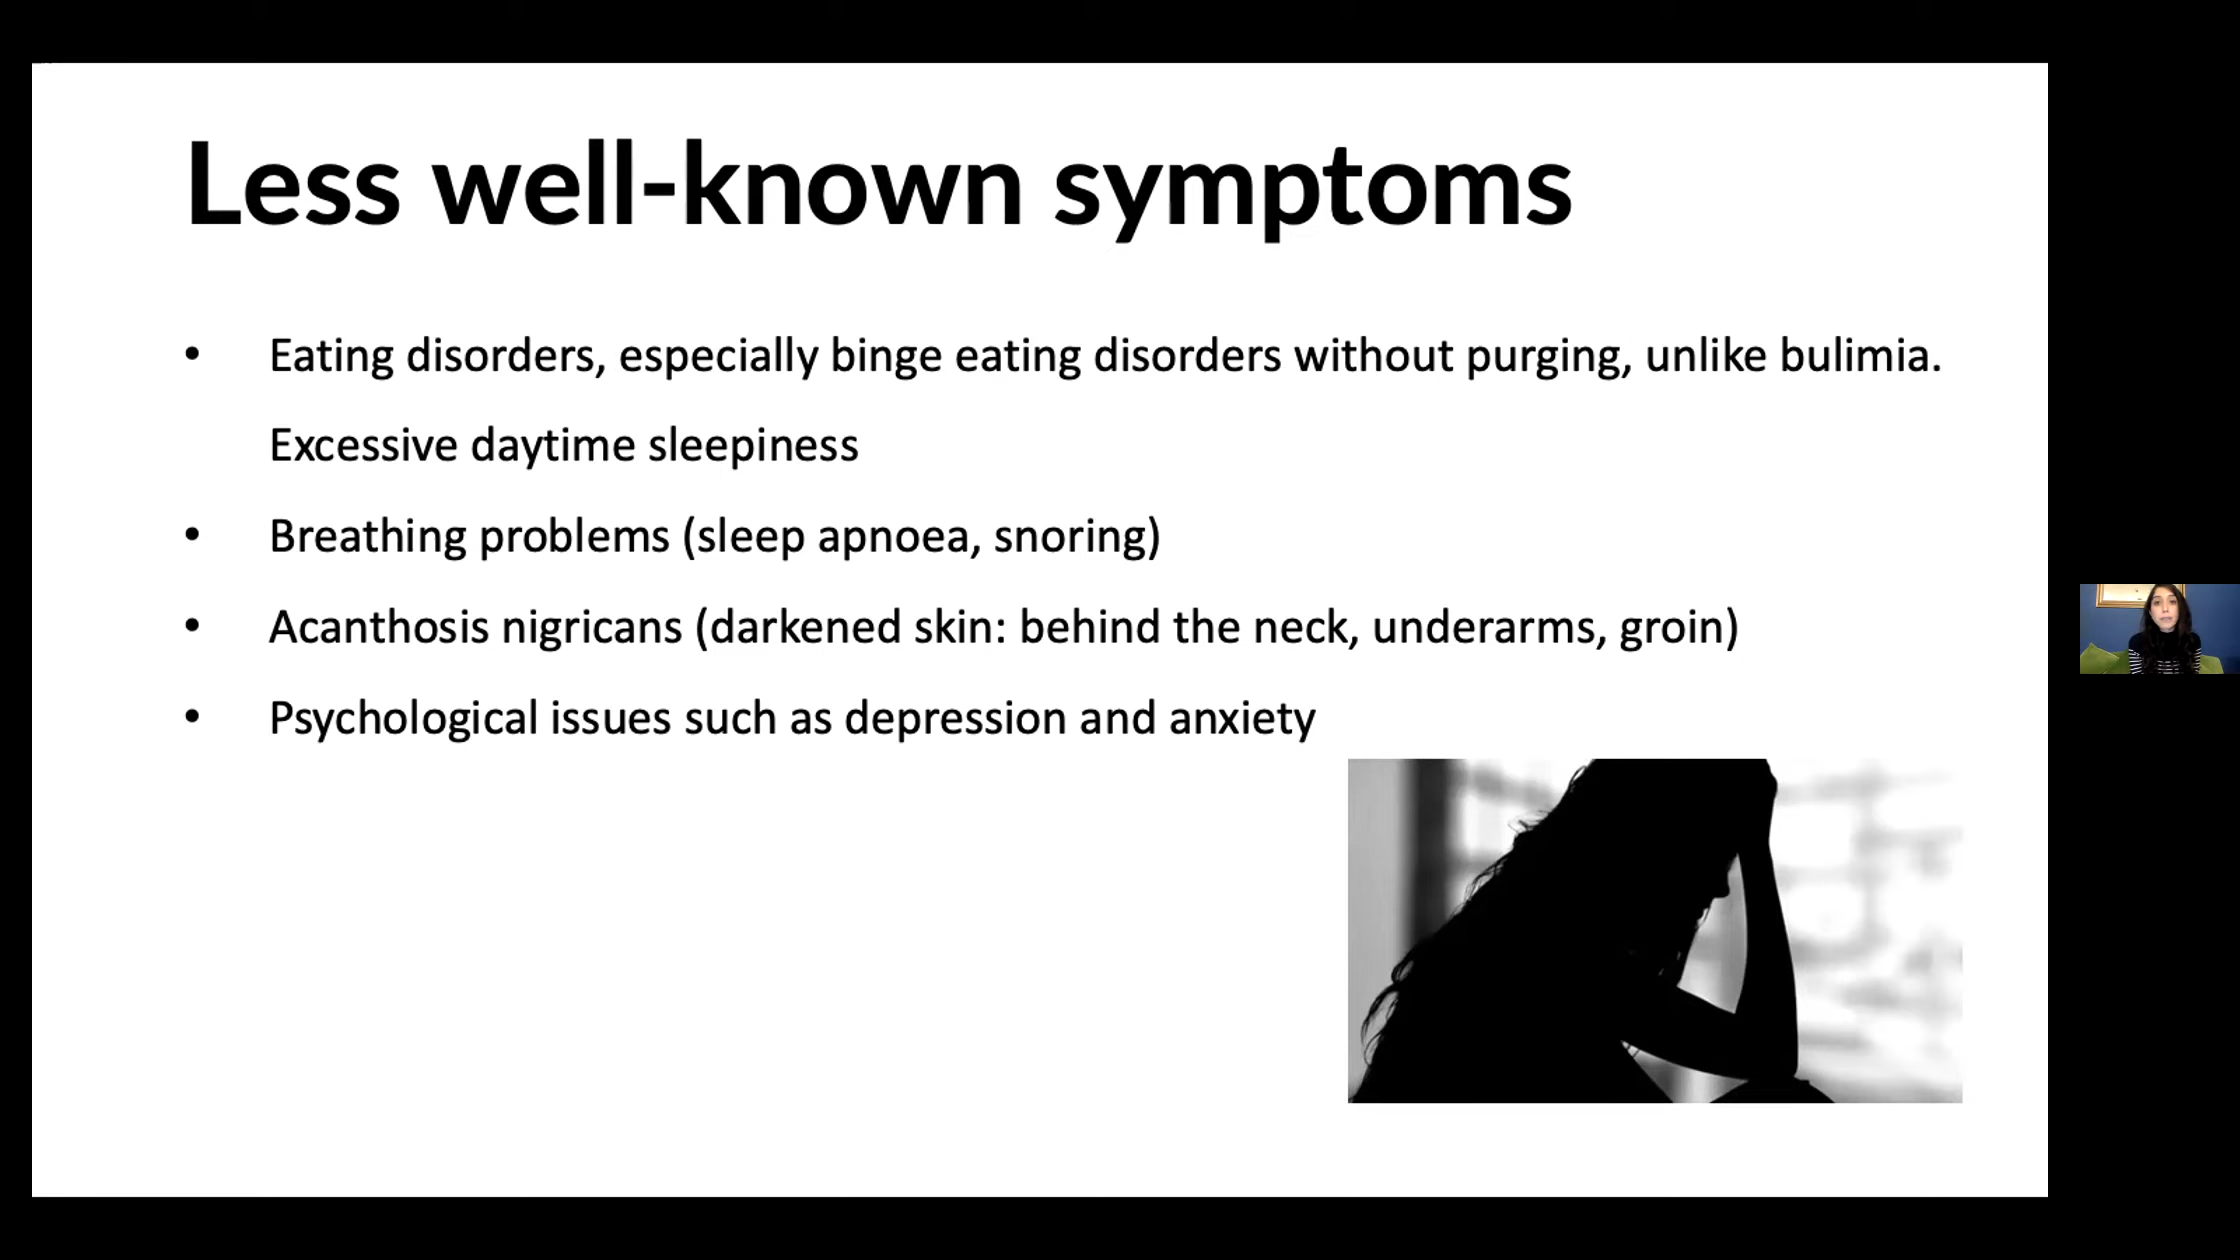 Less well-known symptoms
• Eating disorders, especially binge eating disorders without purging, unlike bulimia.
Excessive daytime sleepiness
• Breathing problems (sleep apnoea, snoring)
• Acanthosis nigricans (darkened skin: behind the neck, underarms, groin)
• Psychological issues such as depression and anxiety